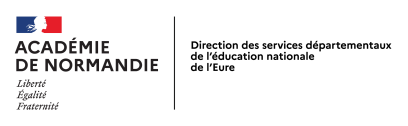 ACADÉMIE
DE NORMANDIE
Liberté
Égalité
Fraternité
Direction des services départementaux
de l'éducation nationale
de l'Eure